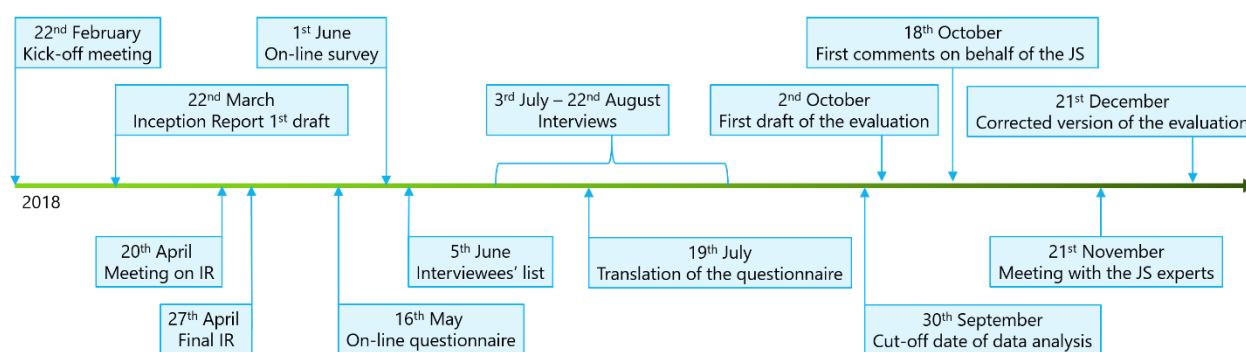 22nd February
Kick-off meeting
1st June
On-line survey
18th October
First comments on behalf of the JS
22nd March
Inception Report 1st draft
3rd July – 22nd August
Interviews
2nd October
First draft of the evaluation
21st December
Corrected version of the evaluation
2018
20th April
Meeting on IR
5th June
Interviewees' list
19th July
Translation of the questionnaire
21st November
Meeting with the JS experts
27th April
Final IR
16th May
On-line questionnaire
30th September
Cut-off date of data analysis